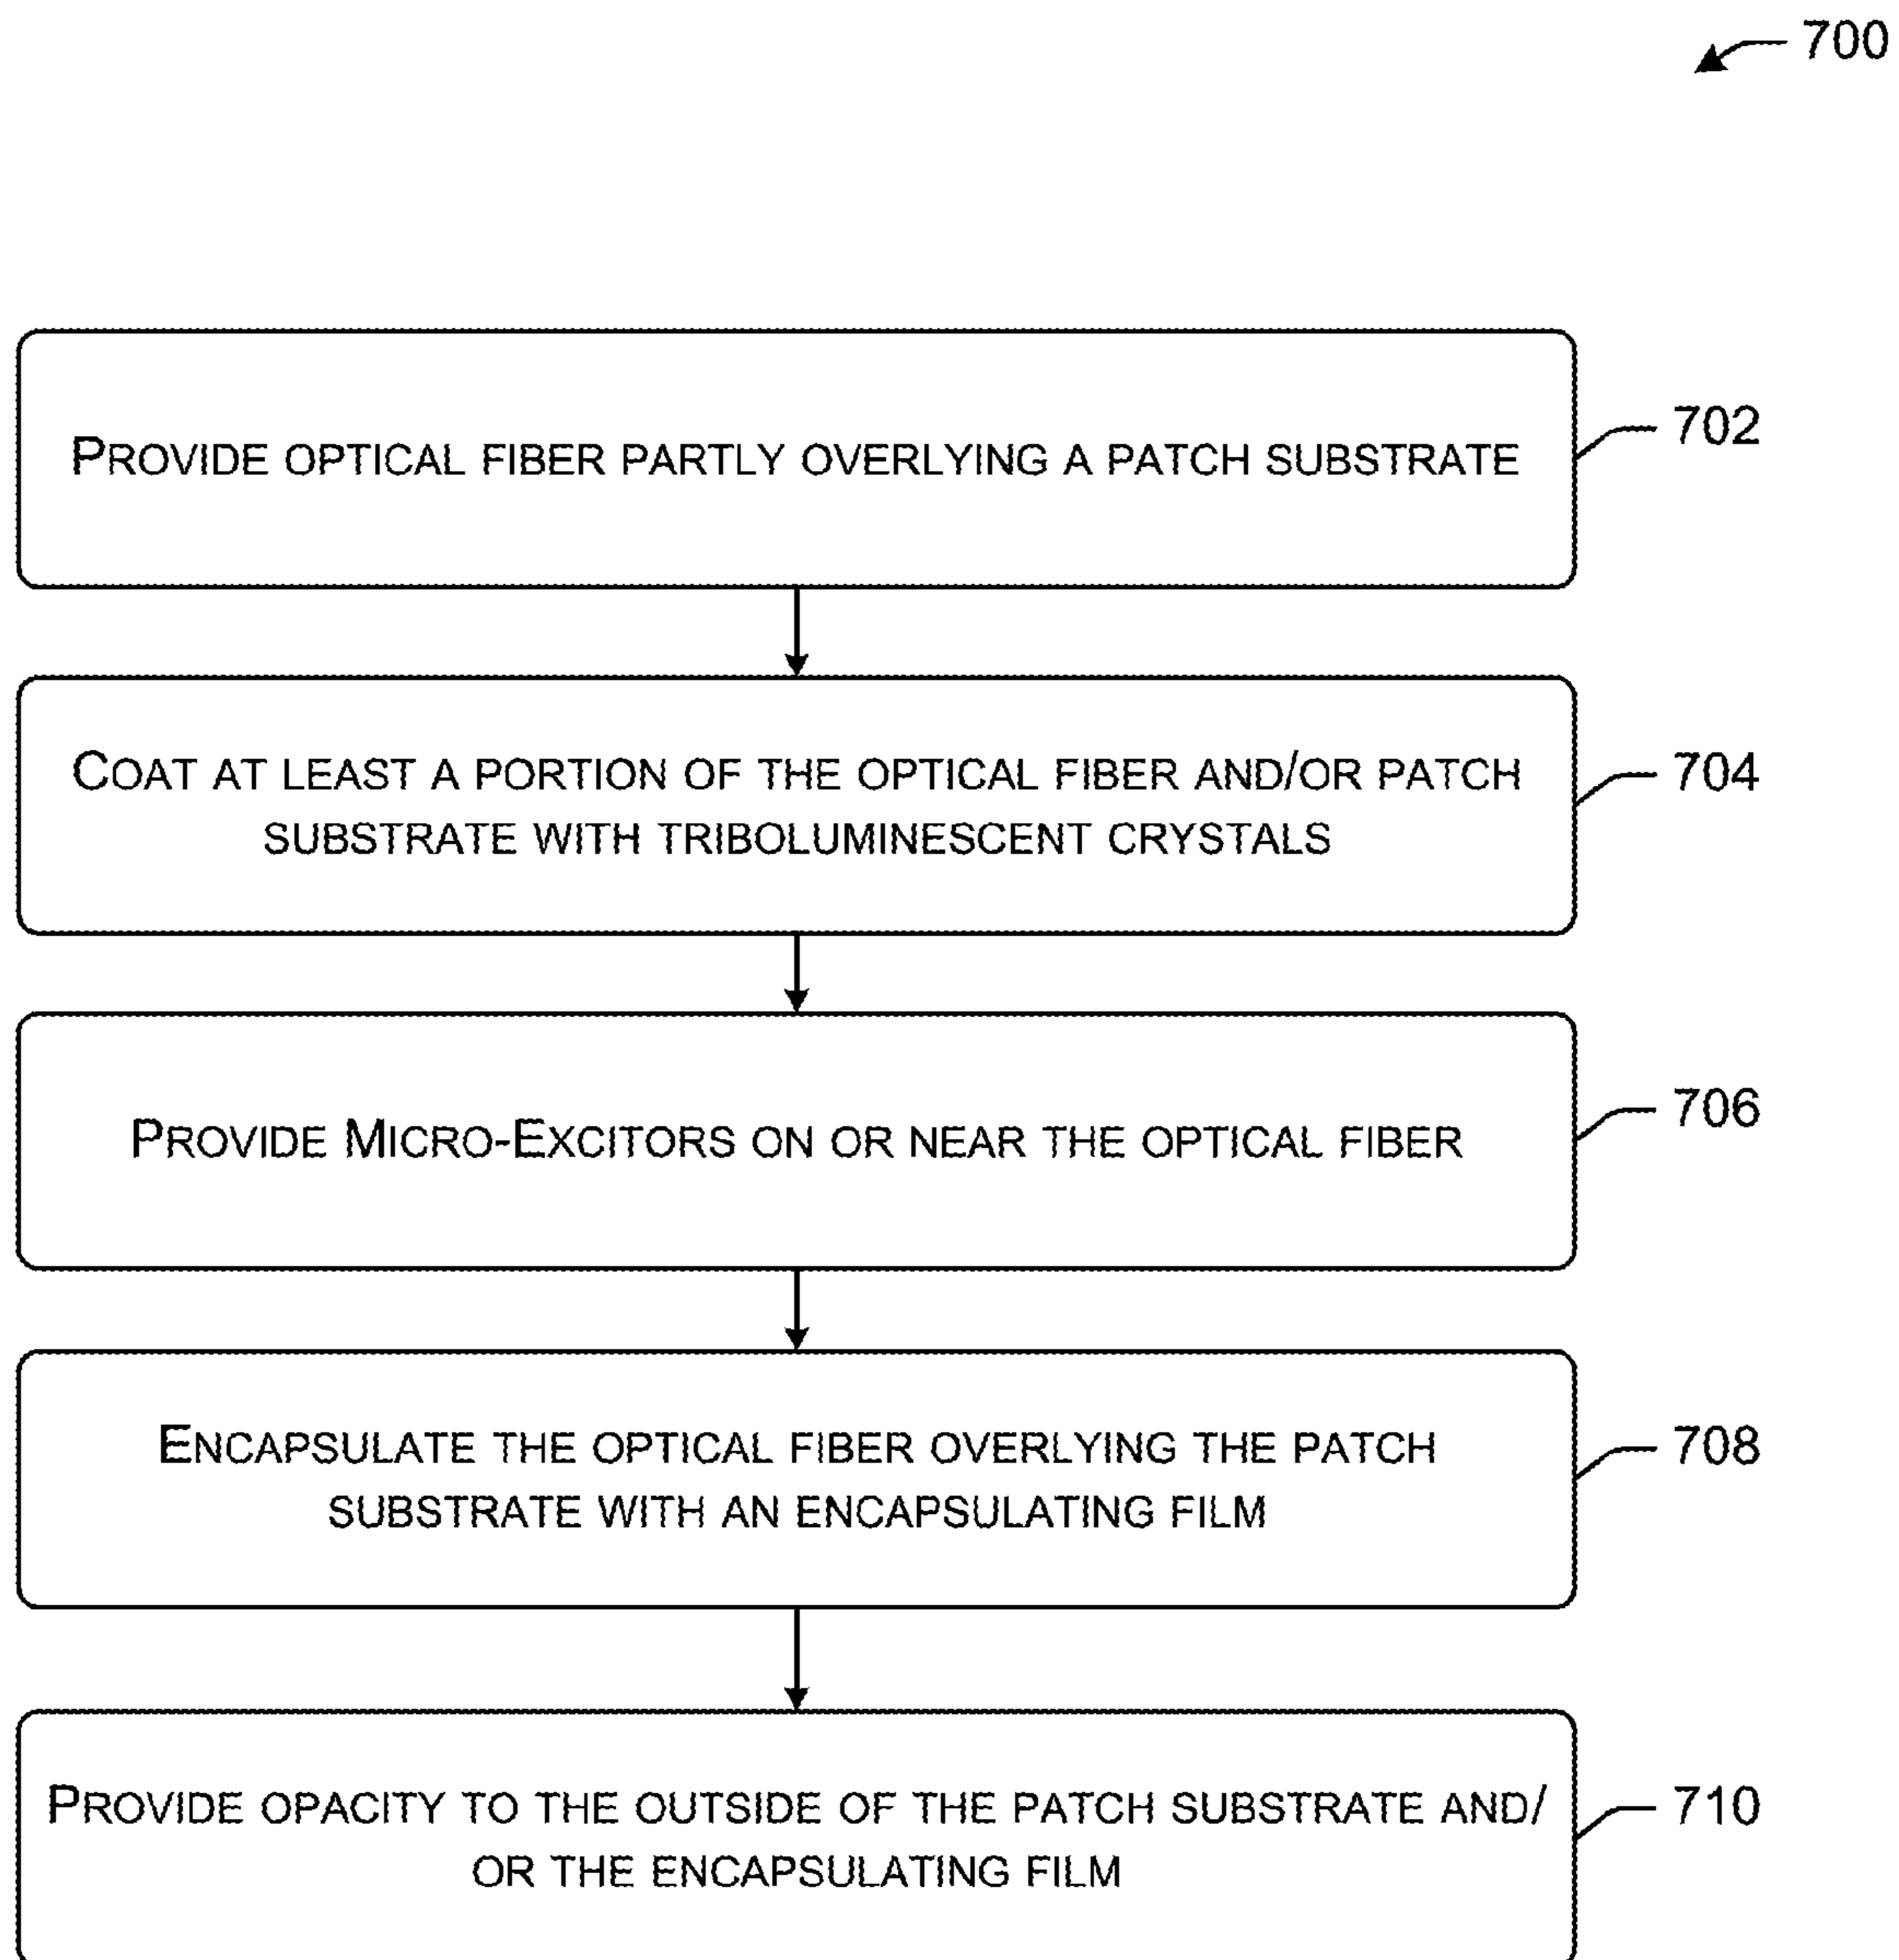 700
PROVIDE OPTICAL FIBER PARTLY OVERLYING A PATCH SUBSTRATE
702
COAT AT LEAST A PORTION OF THE OPTICAL FIBER AND/OR PATCH
SUBSTRATE WITH TRIBOLUMINESCENT CRYSTALS
704
PROVIDE MICRO-EXCITORS ON OR NEAR THE OPTICAL FIBER
706
ENCAPSULATE THE OPTICAL FIBER OVERLYING THE PATCH
SUBSTRATE WITH AN ENCAPSULATING FILM
708
PROVIDE OPACITY TO THE OUTSIDE OF THE PATCH SUBSTRATE AND/
OR THE ENCAPSULATING FILM
710